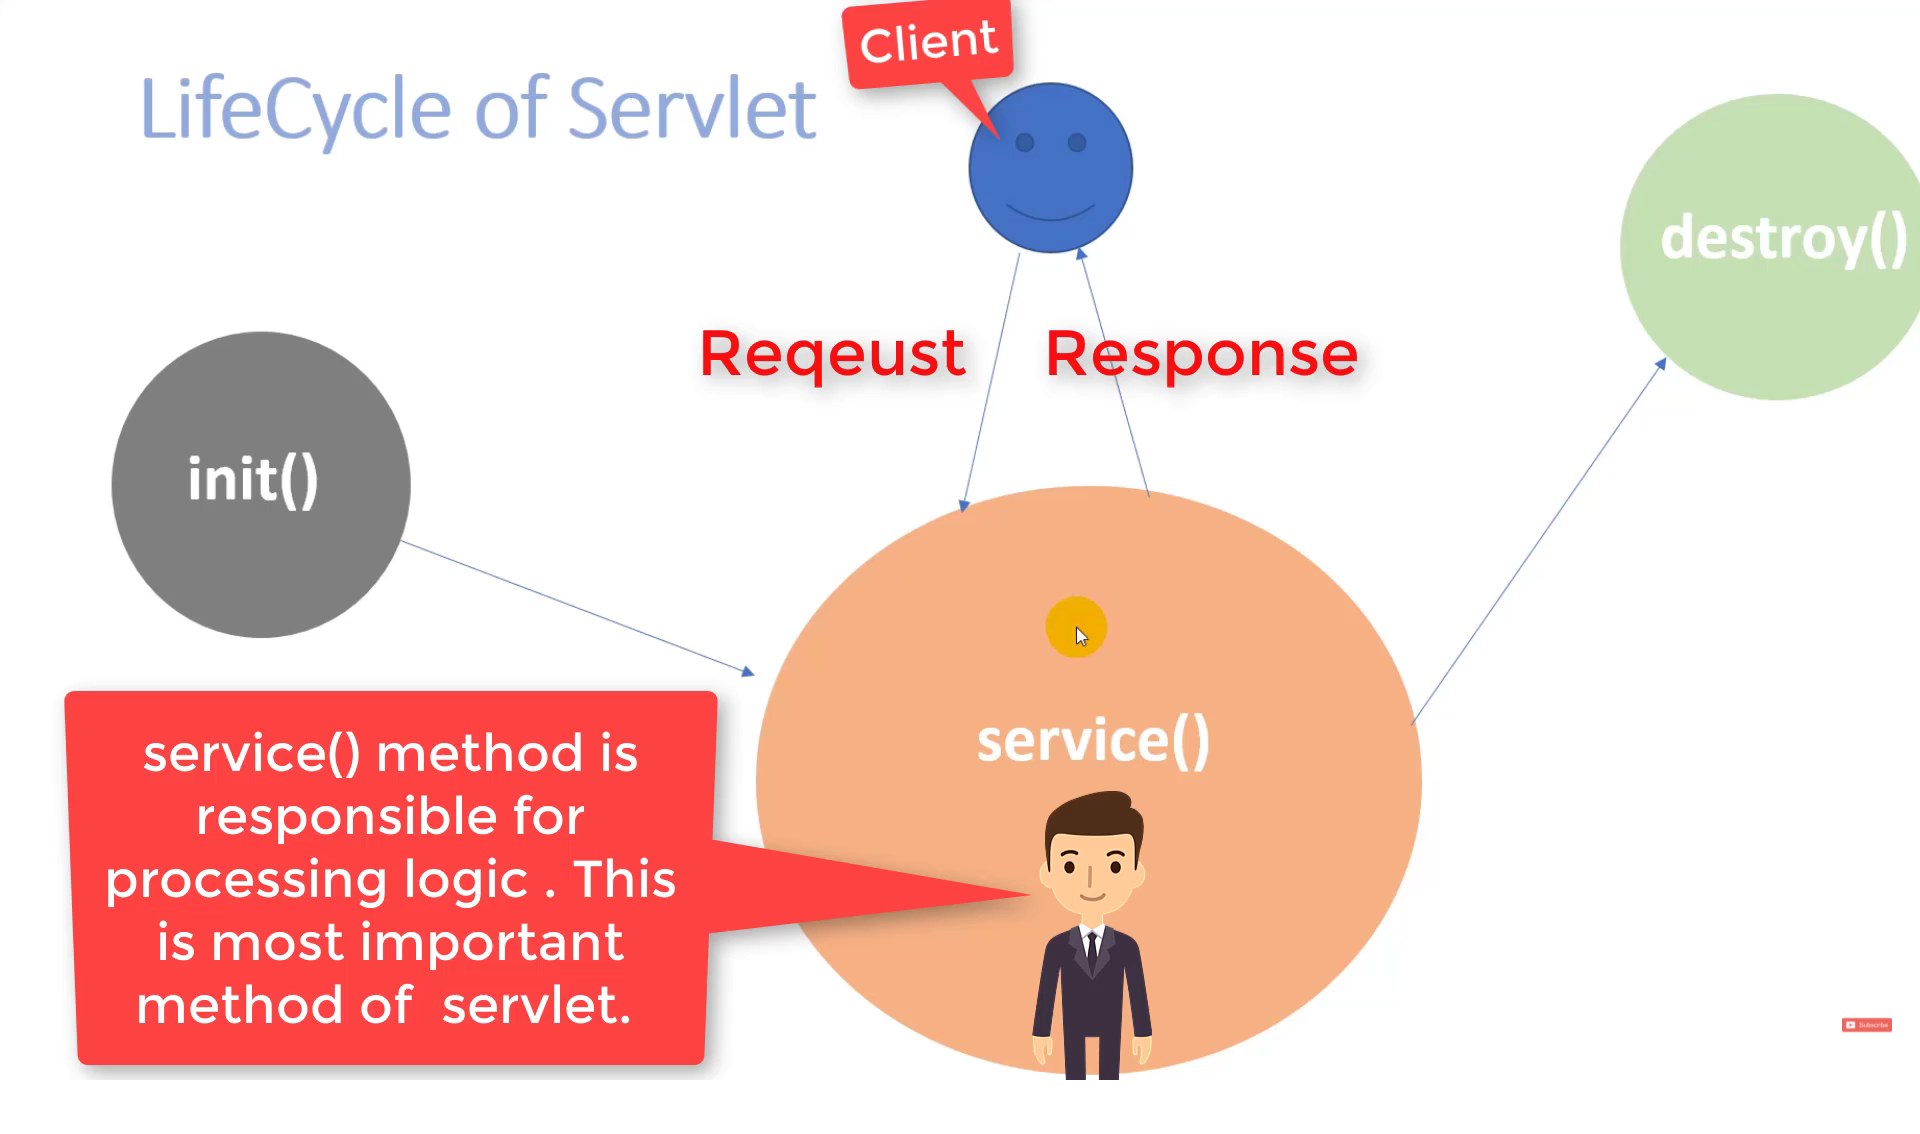 Client
LifeCycle of Servlet
destroy()
Reqeust
Response
init()
service()
service() method is
responsible for
processing logic . This
is most important
method of  servlet.
Subscribe